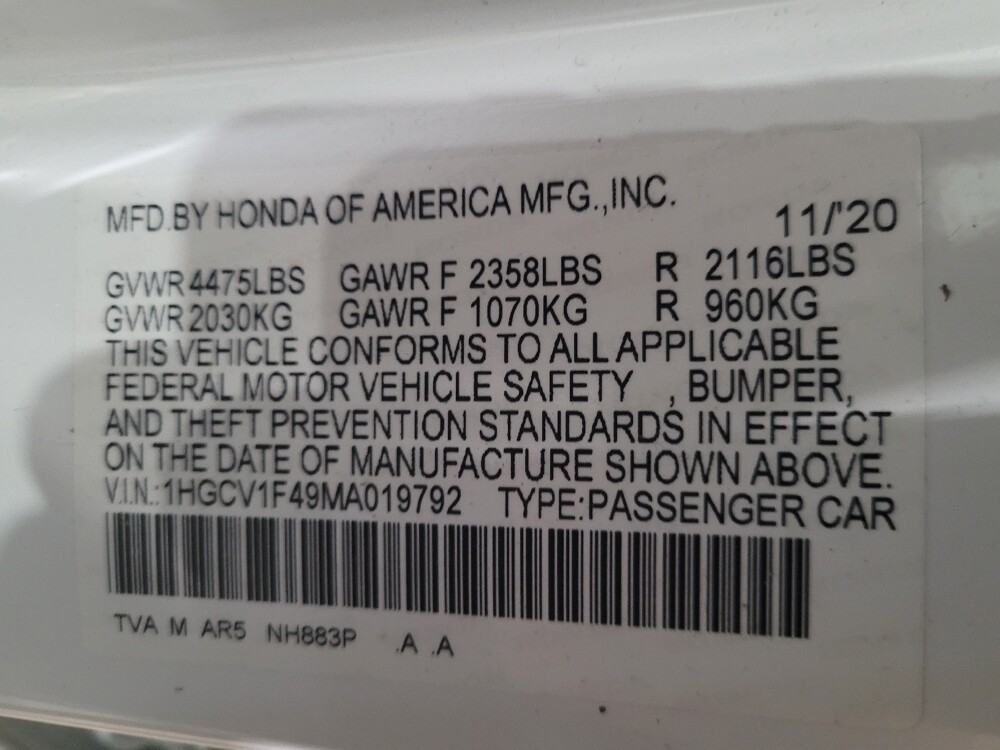 MFD.BY HONDA OF AMERICA MFG.,INC. 11/'20
GVWR 4475LBS GAWR F 2358LBS R 2116LBS
GVWR 2030KG GAWR F 1070KG R 960KG
THIS VEHICLE CONFORMS TO ALL APPLICABLE
FEDERAL MOTOR VEHICLE SAFETY , BUMPER,
AND THEFT PREVENTION STANDARDS IN EFFECT
ON THE DATE OF MANUFACTURE SHOWN ABOVE.
V.I.N.:1HGCV1F49MA019792 TYPE:PASSENGER CAR
TVA M AR5 NH883P .A .A